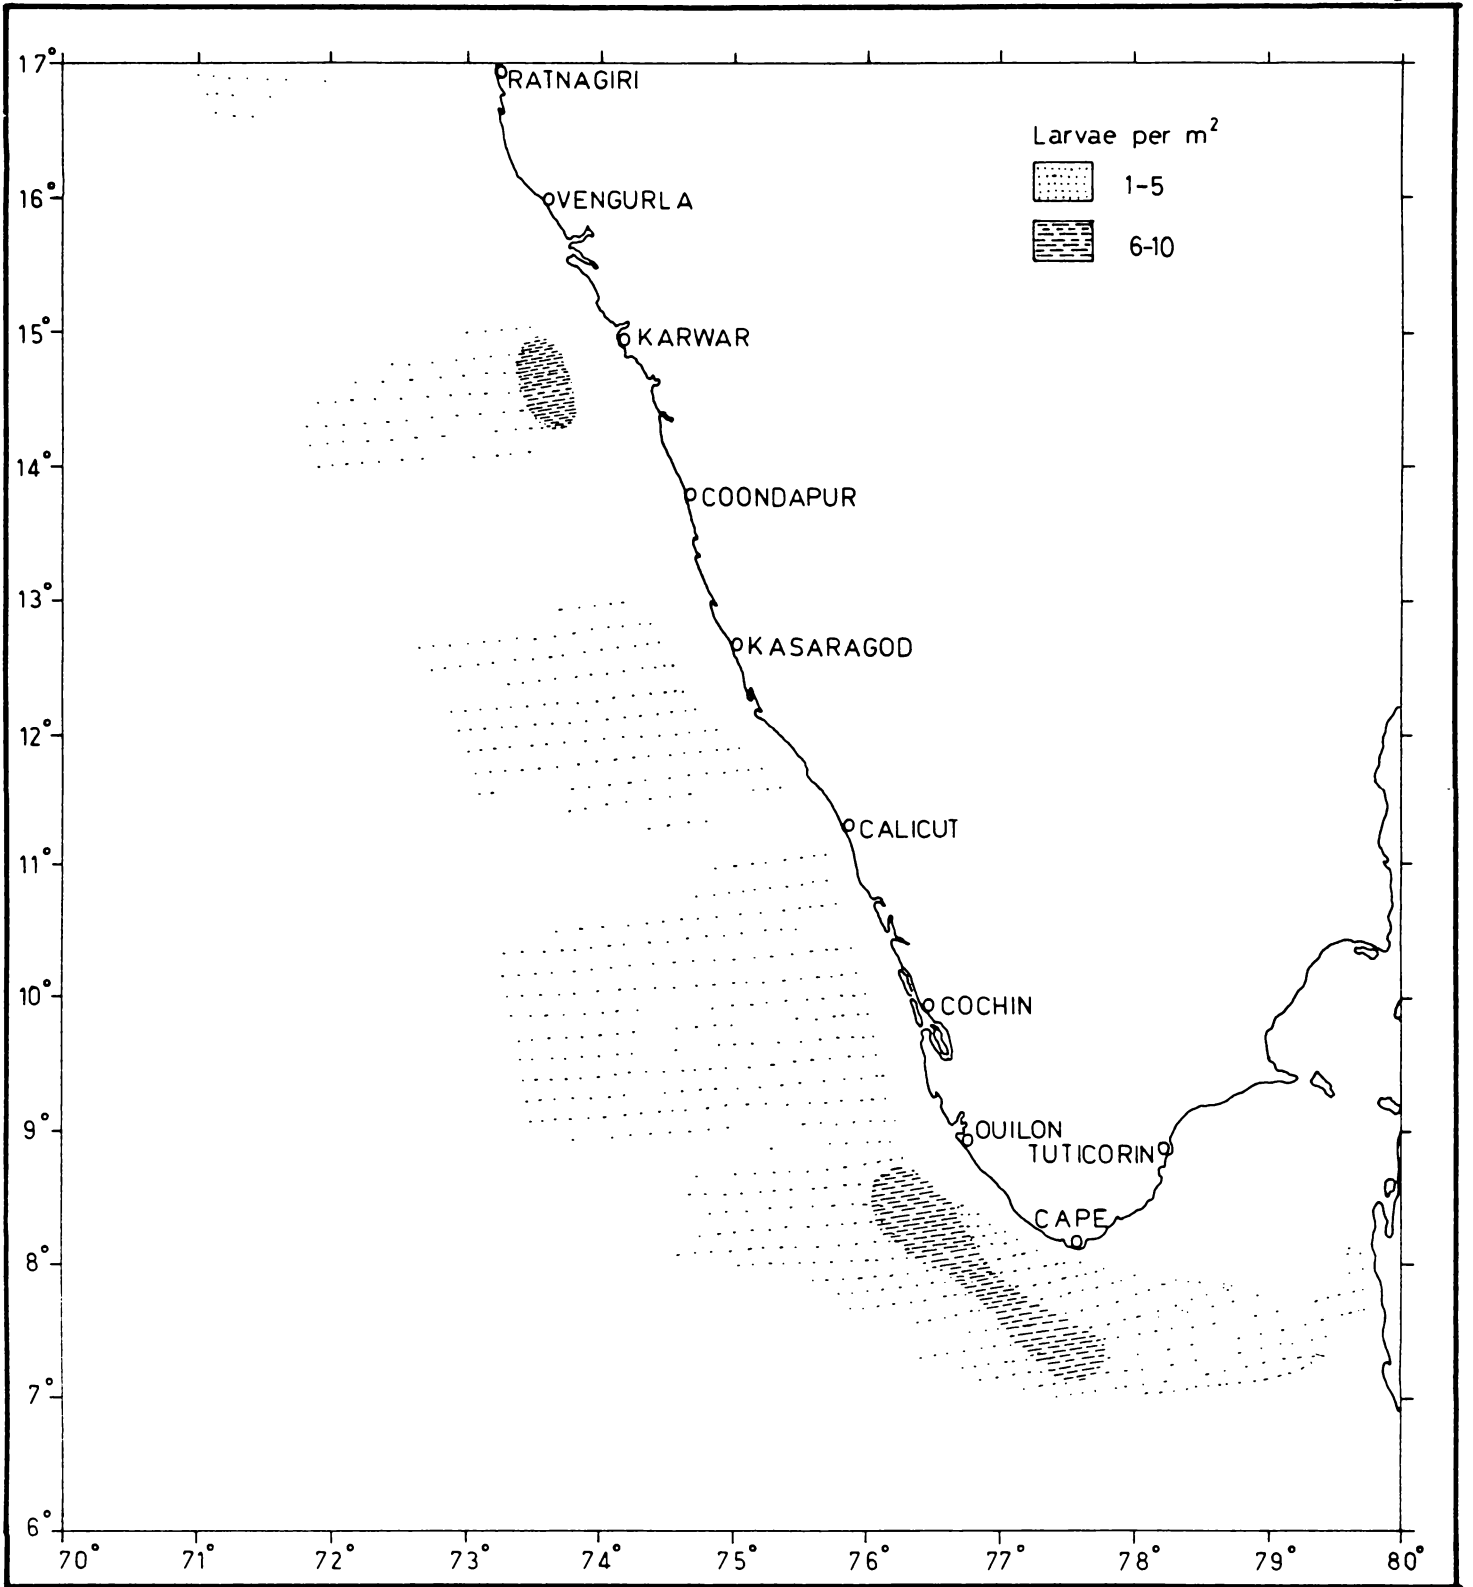 17°
RATNAGIRI
Larvae per m²
1-5
16°
VENGURLA
6-10
15°
KARWAR
14°
COONDAPUR
13°
KASARAGOD
12°
CALICUT
11°
10°
COCHIN
9°
OUILON
TUTICORIN
CAPE
8°
7°
6°
70° 71° 72° 73° 74° 75° 76° 77° 78° 79° 80°